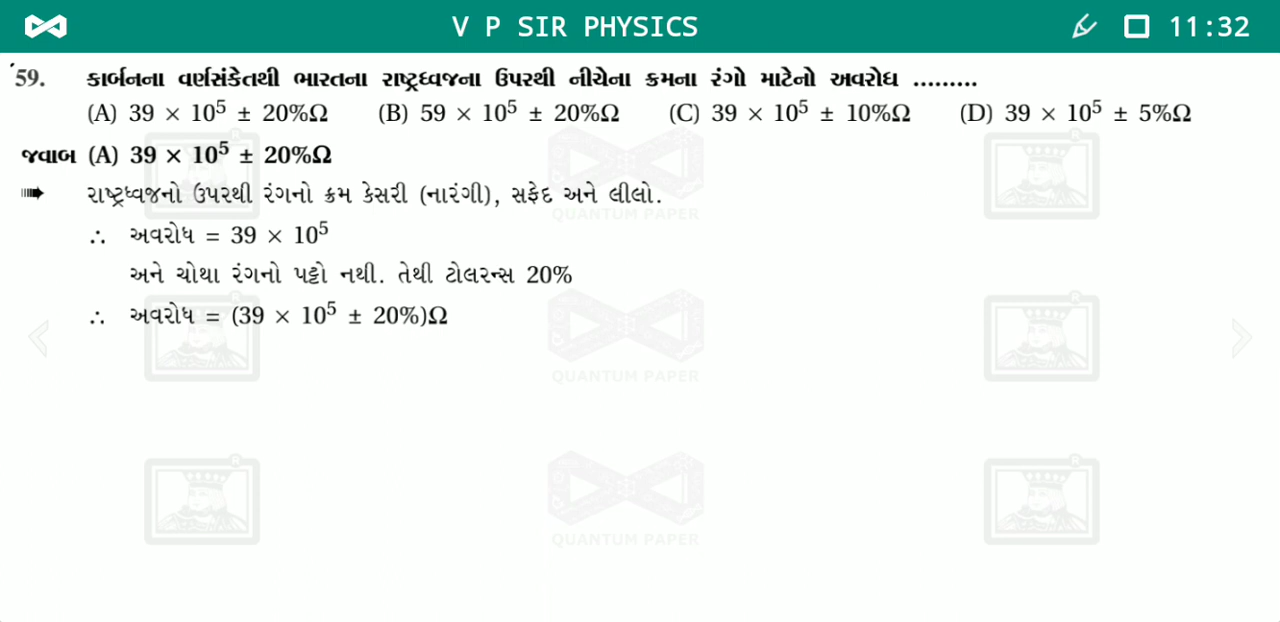 V P SIR PHYSICS 11:32
59. કાર્બનના વર્ણસંકેતથી ભારતના રાષ્ટ્રધ્વજના ઉપરથી નીચેના ક્રમના રંગો માટેનો અવરોધ .........
(A) 39 × 10⁵ ± 20%Ω (B) 59 × 10⁵ ± 20%Ω (C) 39 × 10⁵ ± 10%Ω (D) 39 × 10⁵ ± 5%Ω
જવાબ (A) 39 × 10⁵ ± 20%Ω
➠ રાષ્ટ્રધ્વજનો ઉપરથી રંગનો ક્રમ કેસરી (નારંગી), સફેદ અને લીલો.
∴ અવરોધ = 39 × 10⁵
અને ચોથા રંગનો પટ્ટો નથી. તેથી ટોલરન્સ 20%
∴ અવરોધ = (39 × 10⁵ ± 20%)Ω
QUANTUM PAPER
QUANTUM PAPER
QUANTUM PAPER